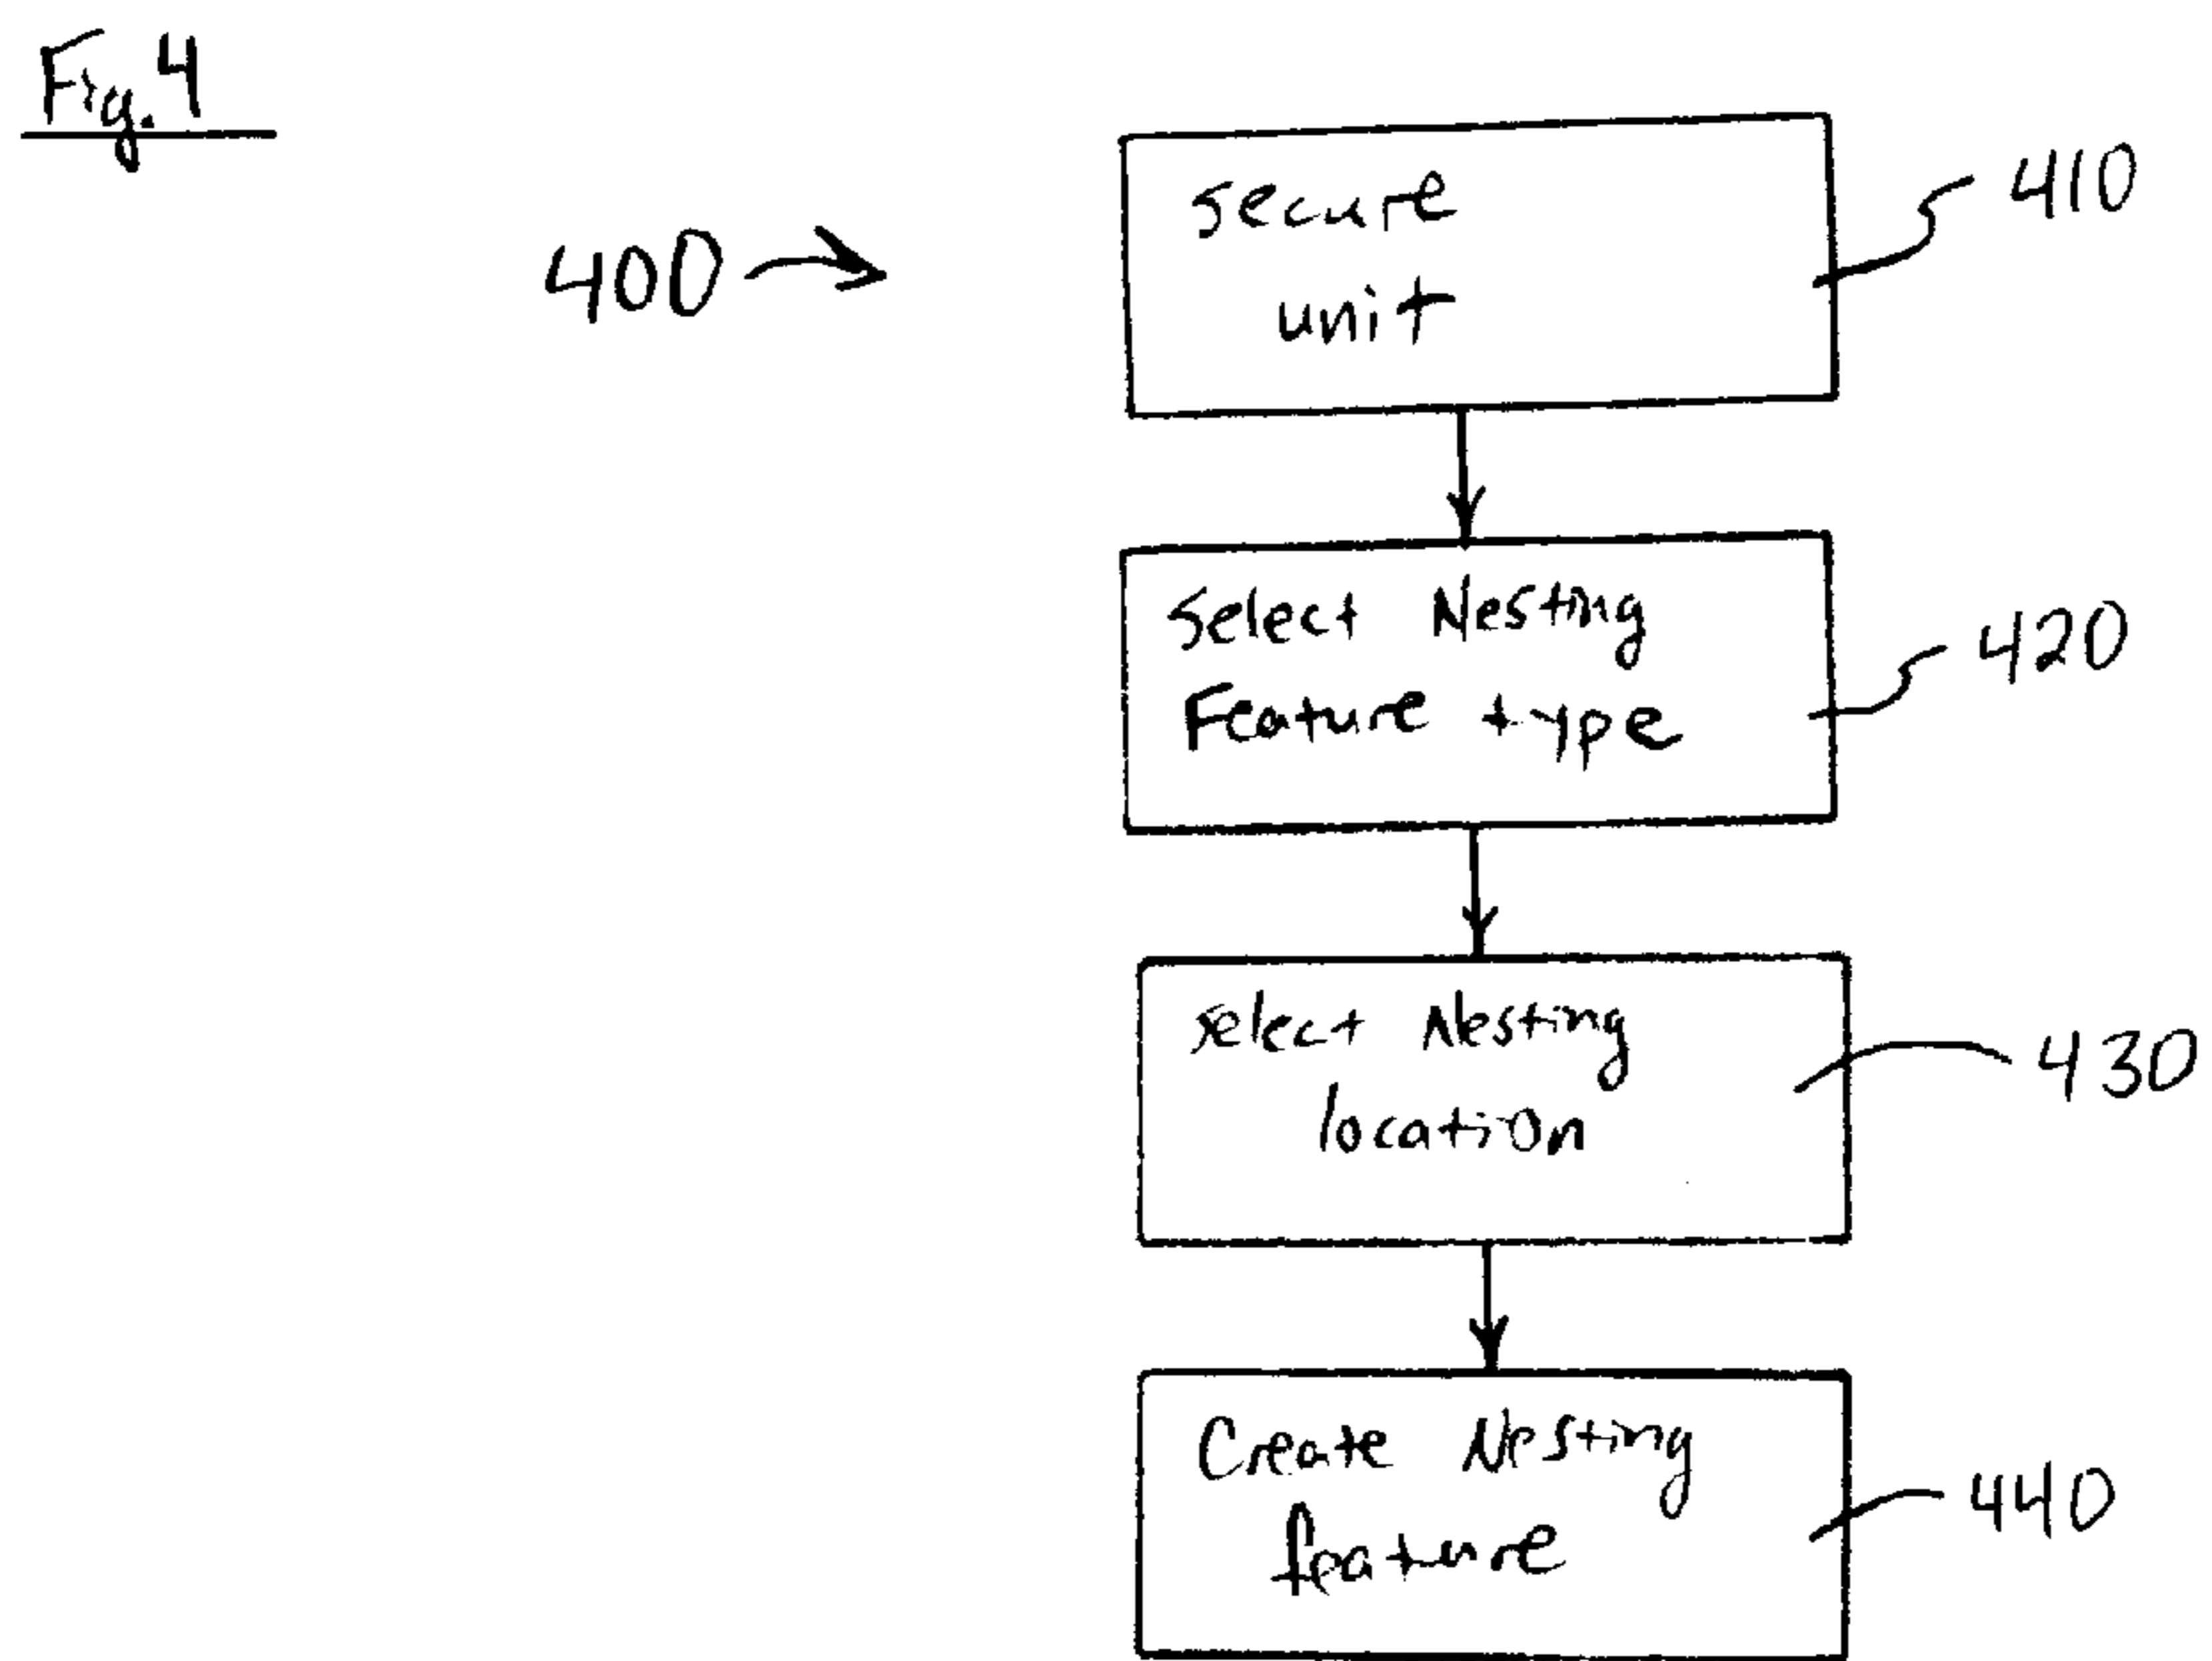 Fig. 4
400
secure
unit
410
Select Nesting
Feature type
420
select Nesting
location
430
Create Nesting
feature
440